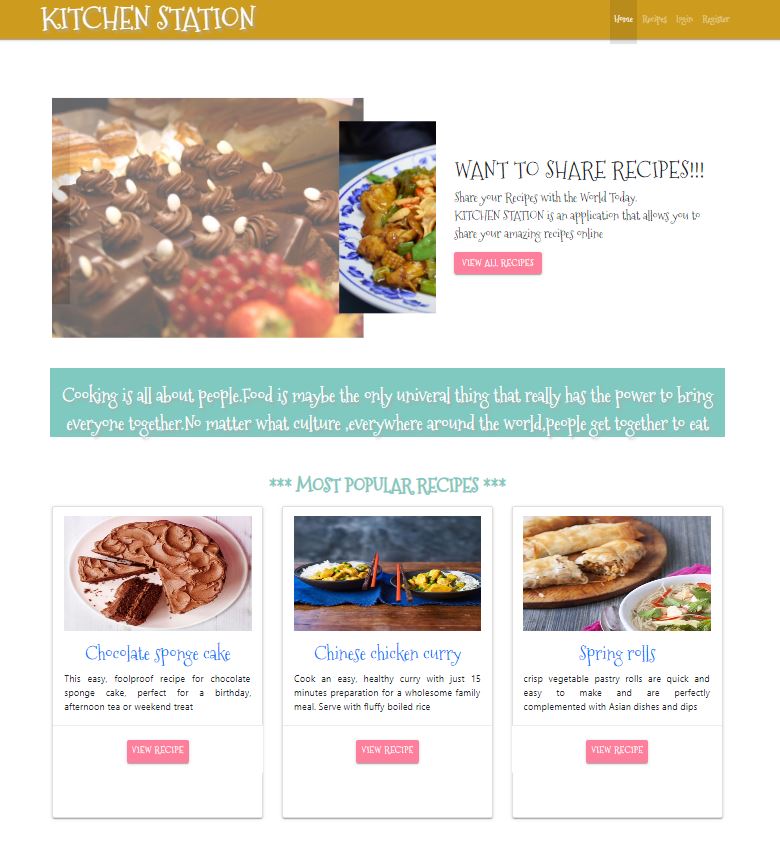 KITCHEN STATION
Home Recipes login Register
WANT TO SHARE RECIPES!!!
Share your Recipes with the World Today.
KITCHEN STATION is an application that allows you to
share your amazing recipes online
VIEW ALL RECIPES
Cooking is all about people.Food is maybe the only univeral thing that really has the power to bring
everyone together.No matter what culture ,everywhere around the world,people get together to eat
*** MOST POPULAR RECIPES ***
Chocolate sponge cake
This easy, foolproof recipe for chocolate
sponge cake, perfect for a birthday,
afternoon tea or weekend treat
VIEW RECIPE
Chinese chicken curry
Cook an easy, healthy curry with just 15
minutes preparation for a wholesome family
meal. Serve with fluffy boiled rice
VIEW RECIPE
Spring rolls
crisp vegetable pastry rolls are quick and
easy to make and are perfectly
complemented with Asian dishes and dips
VIEW RECIPE